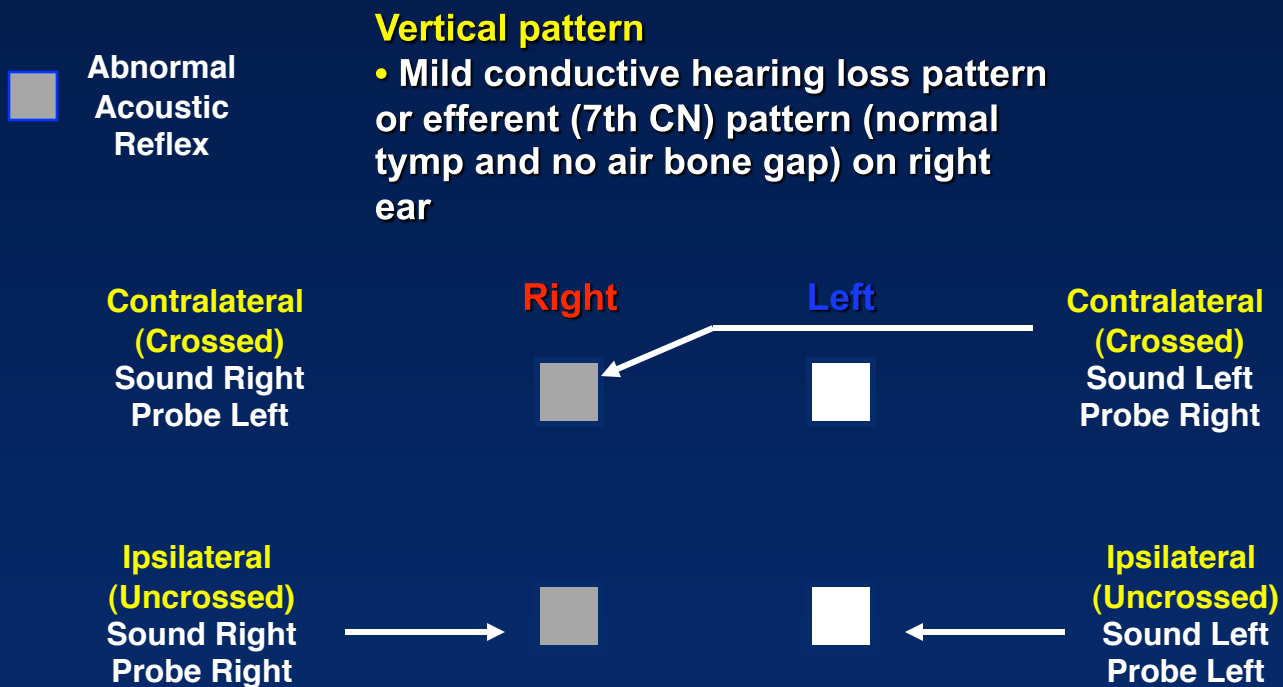 Abnormal
Acoustic
Reflex
Vertical pattern
• Mild conductive hearing loss pattern
or efferent (7th CN) pattern (normal
tymp and no air bone gap) on right
ear
Contralateral
(Crossed)
Sound Right
Probe Left
Right
Left
Contralateral
(Crossed)
Sound Left
Probe Right
Ipsilateral
(Uncrossed)
Sound Right
Probe Right
Ipsilateral
(Uncrossed)
Sound Left
Probe Left